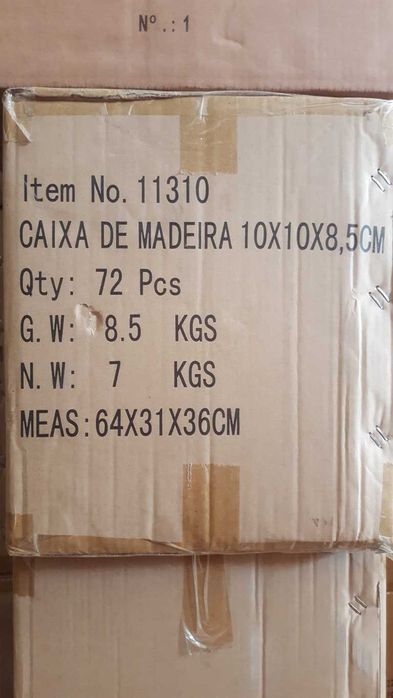 Nº.: 1
Item No. 11310
CAIXA DE MADEIRA 10X10X8,5CM
Qty: 72 Pcs
G.W: 8.5 KGS
N.W: 7 KGS
MEAS:64X31X36CM